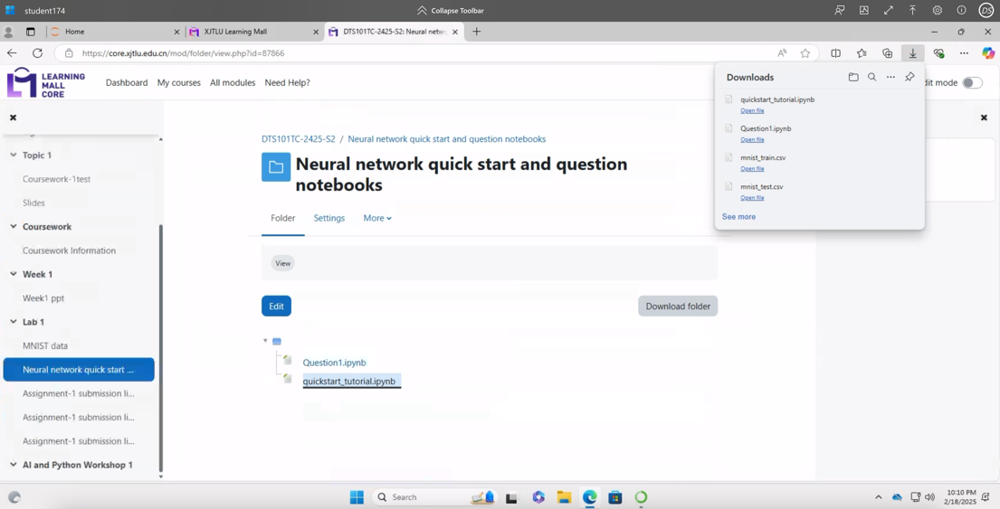 student174
Collapse Toolbar
DS
Home
XJTLU Learning Mall
DTS101TC-2425-S2: Neural netw
https://core.xjtlu.edu.cn/mod/folder/view.php?id=87866
LEARNING
MALL
CORE
Dashboard
My courses
All modules
Need Help?
dit mode
Downloads
quickstart_tutorial.ipynb
Open file
Question1.ipynb
Open file
mnist_train.csv
Open file
mnist_test.csv
Open file
See more
Topic 1
Coursework-1test
Slides
Coursework
Coursework Information
Week 1
Week1 ppt
Lab 1
MNIST data
Neural network quick start ...
Assignment-1 submission li...
Assignment-1 submission li...
Assignment-1 submission li...
AI and Python Workshop 1
DTS101TC-2425-S2 / Neural network quick start and question notebooks
Neural network quick start and question
notebooks
Folder
Settings
More
View
Edit
Download folder
Question1.ipynb
quickstart_tutorial.ipynb
Search
10:10 PM
2/18/2025